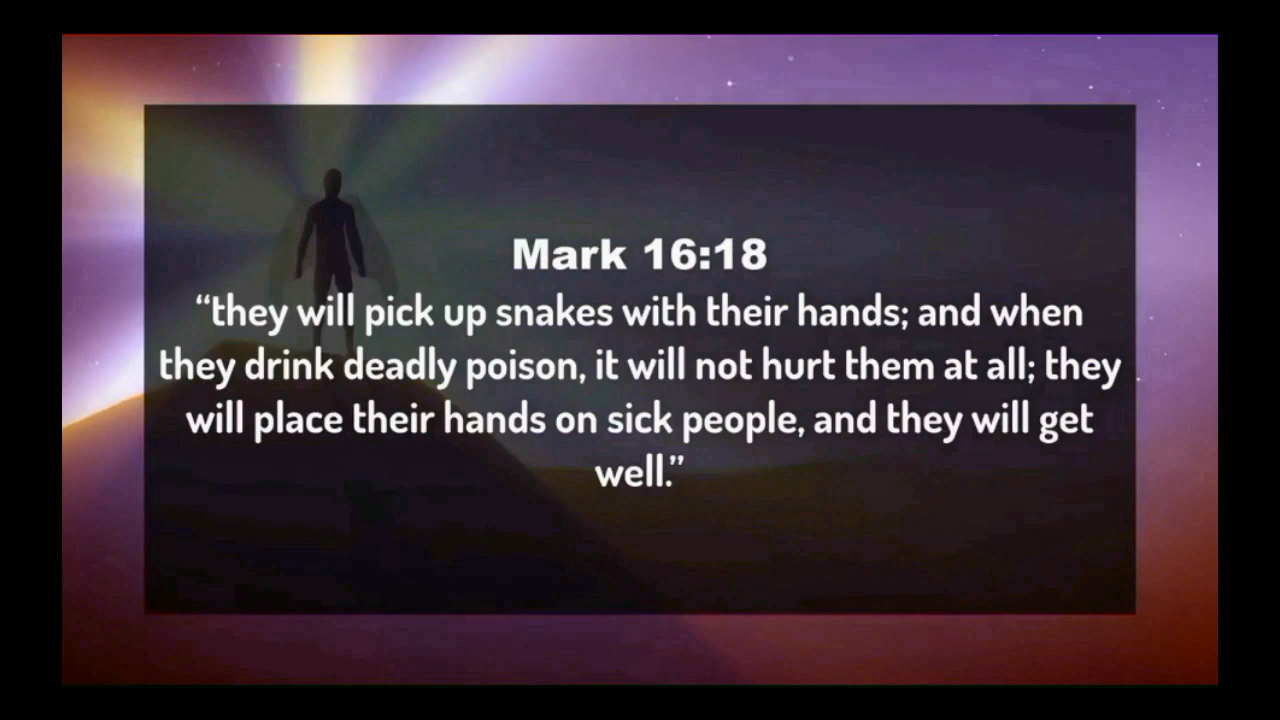 Mark 16:18
“they will pick up snakes with their hands; and when
they drink deadly poison, it will not hurt them at all; they
will place their hands on sick people, and they will get
well.”